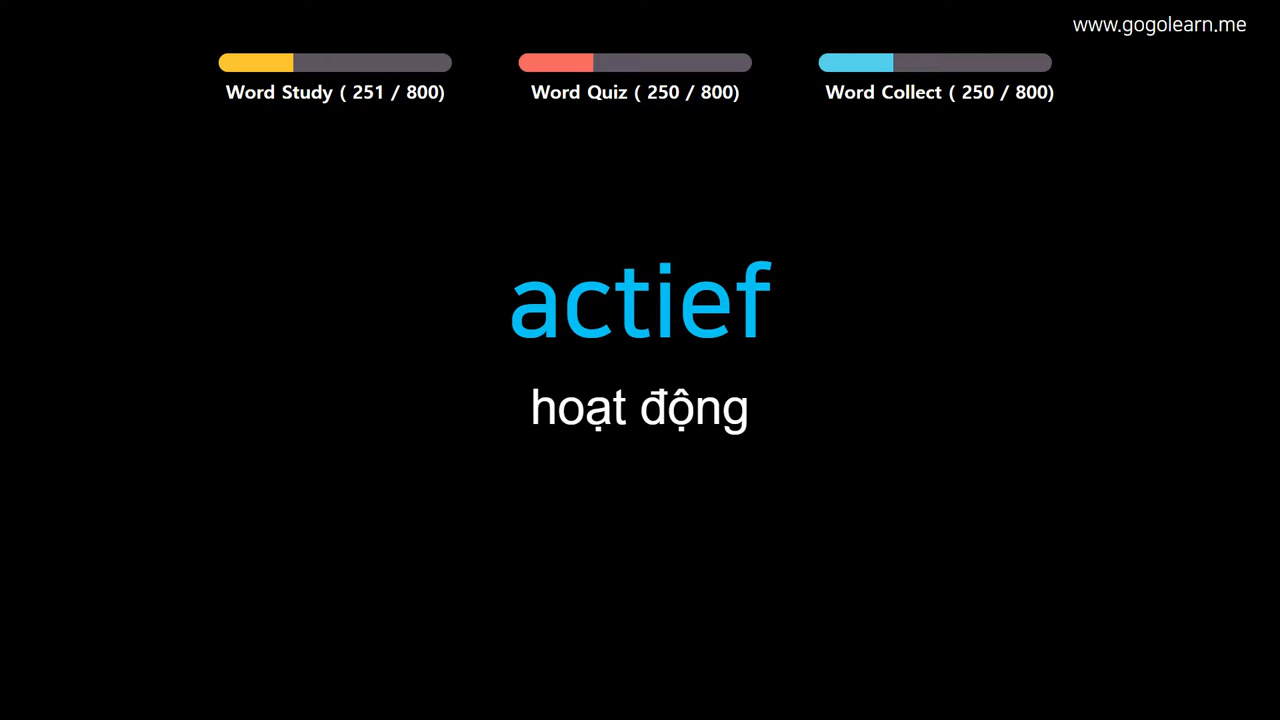 www.gogolearn.me
Word Study ( 251 / 800)
Word Quiz ( 250 / 800)
Word Collect ( 250 / 800)
actief
hoạt động